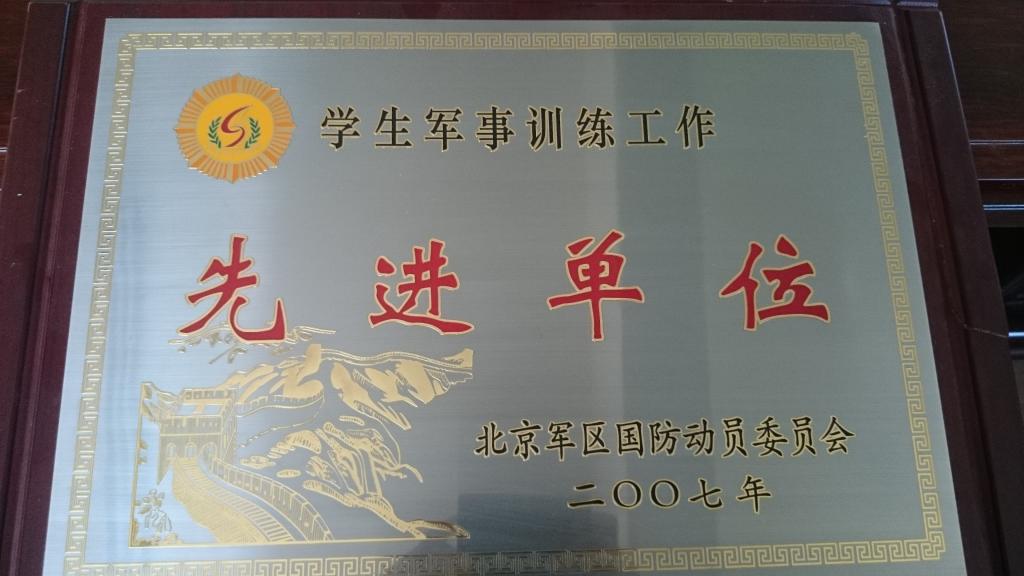 学生军事训练工作
先进单位
北京军区国防动员委员会
二〇〇七年